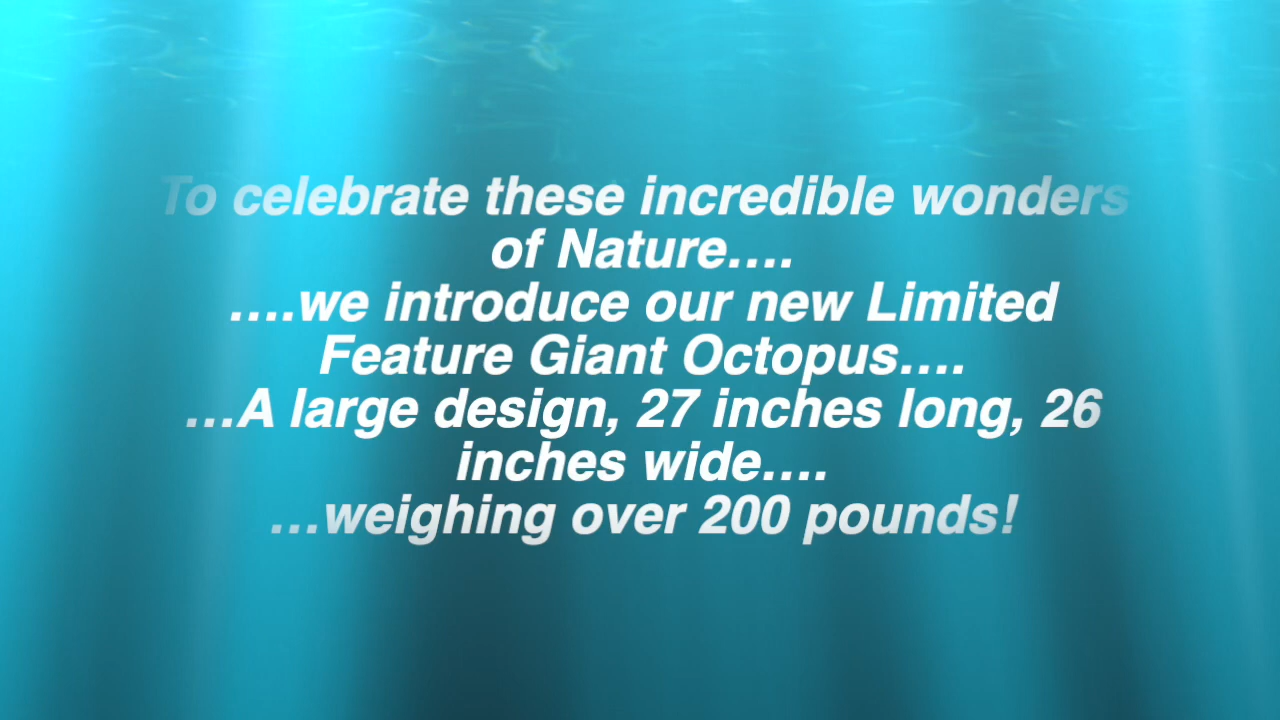 To celebrate these incredible wonders
of Nature....
....we introduce our new Limited
Feature Giant Octopus....
...A large design, 27 inches long, 26
inches wide....
...weighing over 200 pounds!